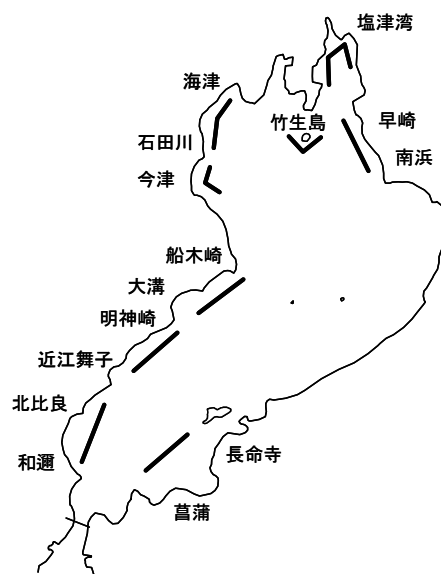 塩津湾
海津
竹生島
早崎
石田川
南浜
今津
船木崎
大溝
明神崎
近江舞子
北比良
長命寺
和邇
菖蒲